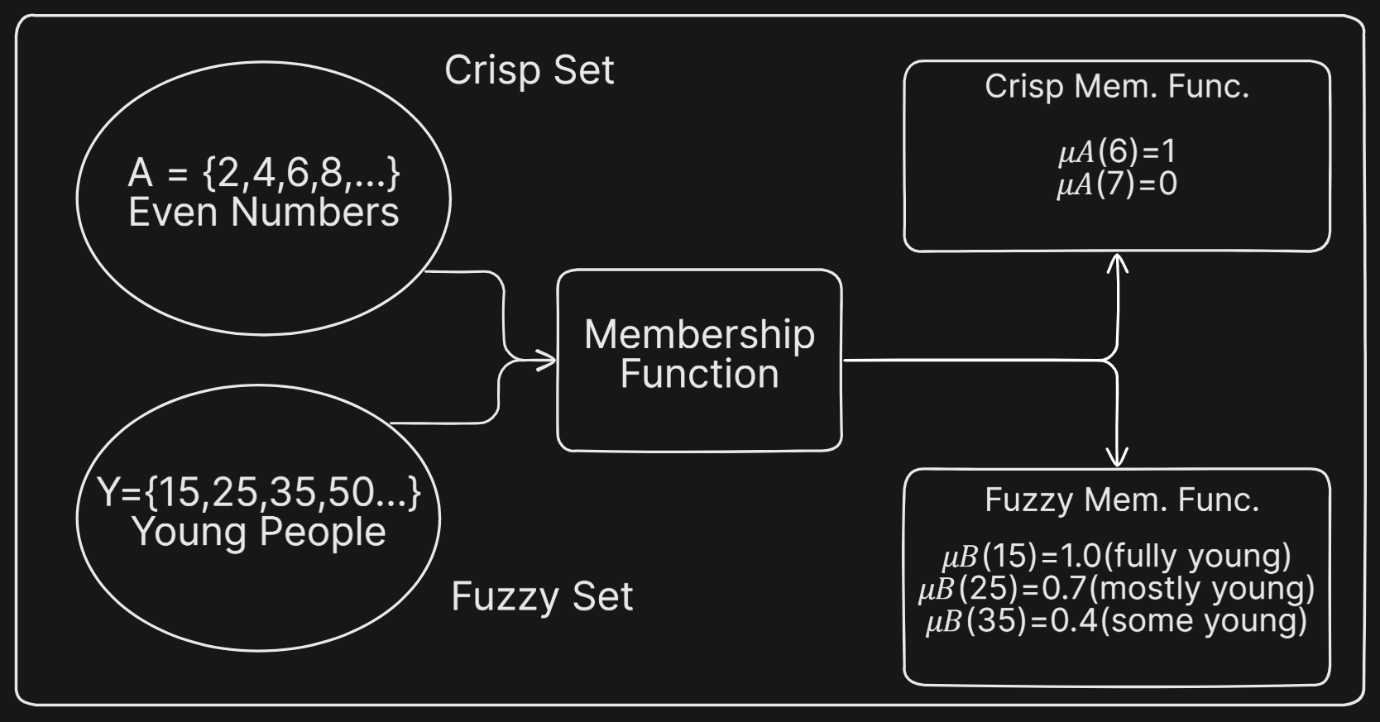 Crisp Set
A = {2,4,6,8,...}
Even Numbers
Y={15,25,35,50...}
Young People
Fuzzy Set
Membership
Function
Crisp Mem. Func.
𝜇𝐴(6)=1
𝜇𝐴(7)=0
Fuzzy Mem. Func.
𝜇𝐵(15)=1.0(fully young)
𝜇𝐵(25)=0.7(mostly young)
𝜇𝐵(35)=0.4(some young)